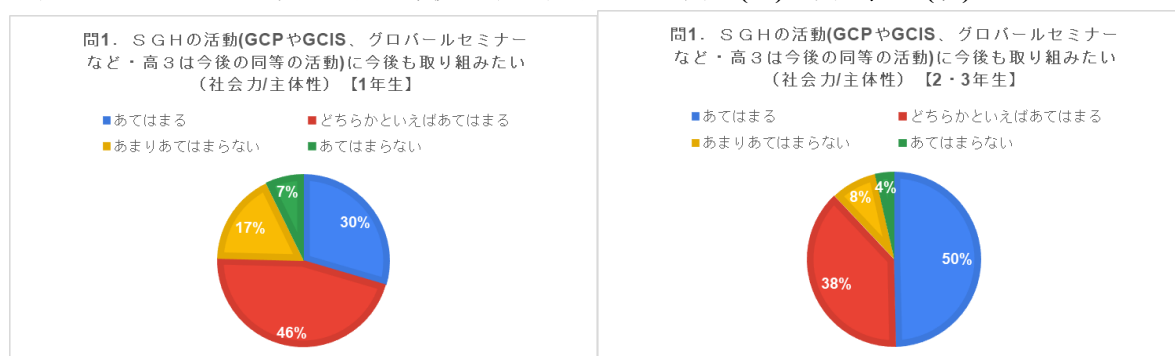 問1. ＳＧＨの活動(GCPやGCIS、グロバールセミナー
など・高３は今後の同等の活動)に今後も取り組みたい
（社会力/主体性）【1年生】
あてはまる
どちらかといえばあてはまる
あまりあてはまらない
あてはまらない
7%
30%
17%
46%
問1. ＳＧＨの活動(GCPやGCIS、グロバールセミナー
など・高３は今後の同等の活動)に今後も取り組みたい
（社会力/主体性）【2・3年生】
あてはまる
どちらかといえばあてはまる
あまりあてはまらない
あてはまらない
4%
8%
50%
38%